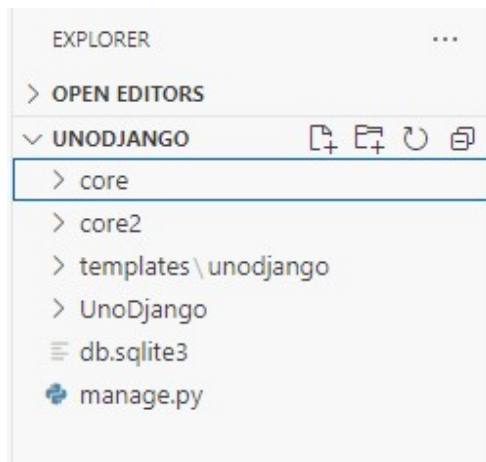 EXPLORER ...
> OPEN EDITORS
∨ UNODJANGO
> core
> core2
> templates \ unodjango
> UnoDjango
db.sqlite3
manage.py